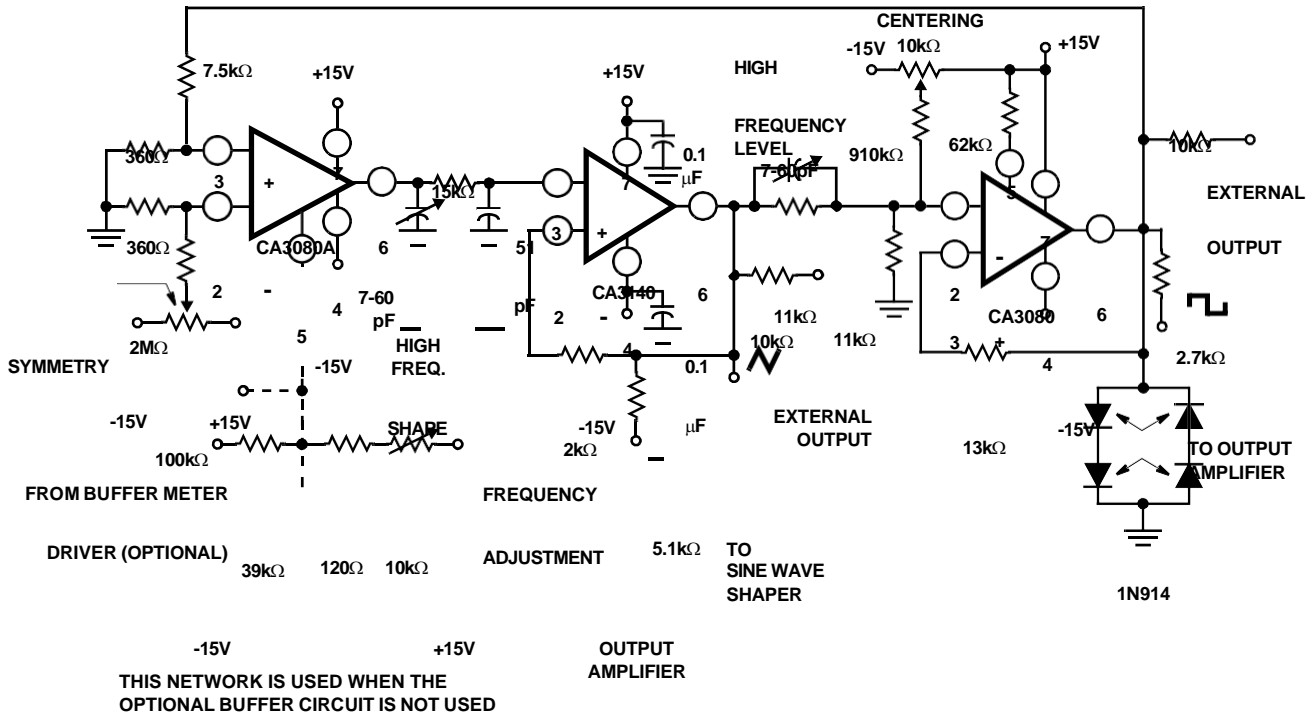 CENTERING
-15V
10kΩ
+15V
7.5kΩ
+15V
+15V
HIGH
FREQUENCY
LEVEL
7-60pF
910kΩ
62kΩ
10kΩ
360Ω
3
+
7
15kΩ
7
0.1
μF
5
EXTERNAL
OUTPUT
360Ω
CA3080A
6
51
pF
3
+
CA3140
6
-
7
2
CA3080
6
2
-
4
7-60
pF
2
-
4
11kΩ
10kΩ
11kΩ
3
+
4
2.7kΩ
2MΩ
SYMMETRY
5
-15V
HIGH
FREQ.
SHAPE
0.1
μF
-15V
+15V
-15V
2kΩ
EXTERNAL
OUTPUT
13kΩ
-15V
TO OUTPUT
AMPLIFIER
100kΩ
FROM BUFFER METER
DRIVER (OPTIONAL)
FREQUENCY
ADJUSTMENT
39kΩ
120Ω
10kΩ
5.1kΩ
TO
SINE WAVE
SHAPER
1N914
-15V
+15V
OUTPUT
AMPLIFIER
THIS NETWORK IS USED WHEN THE
OPTIONAL BUFFER CIRCUIT IS NOT USED